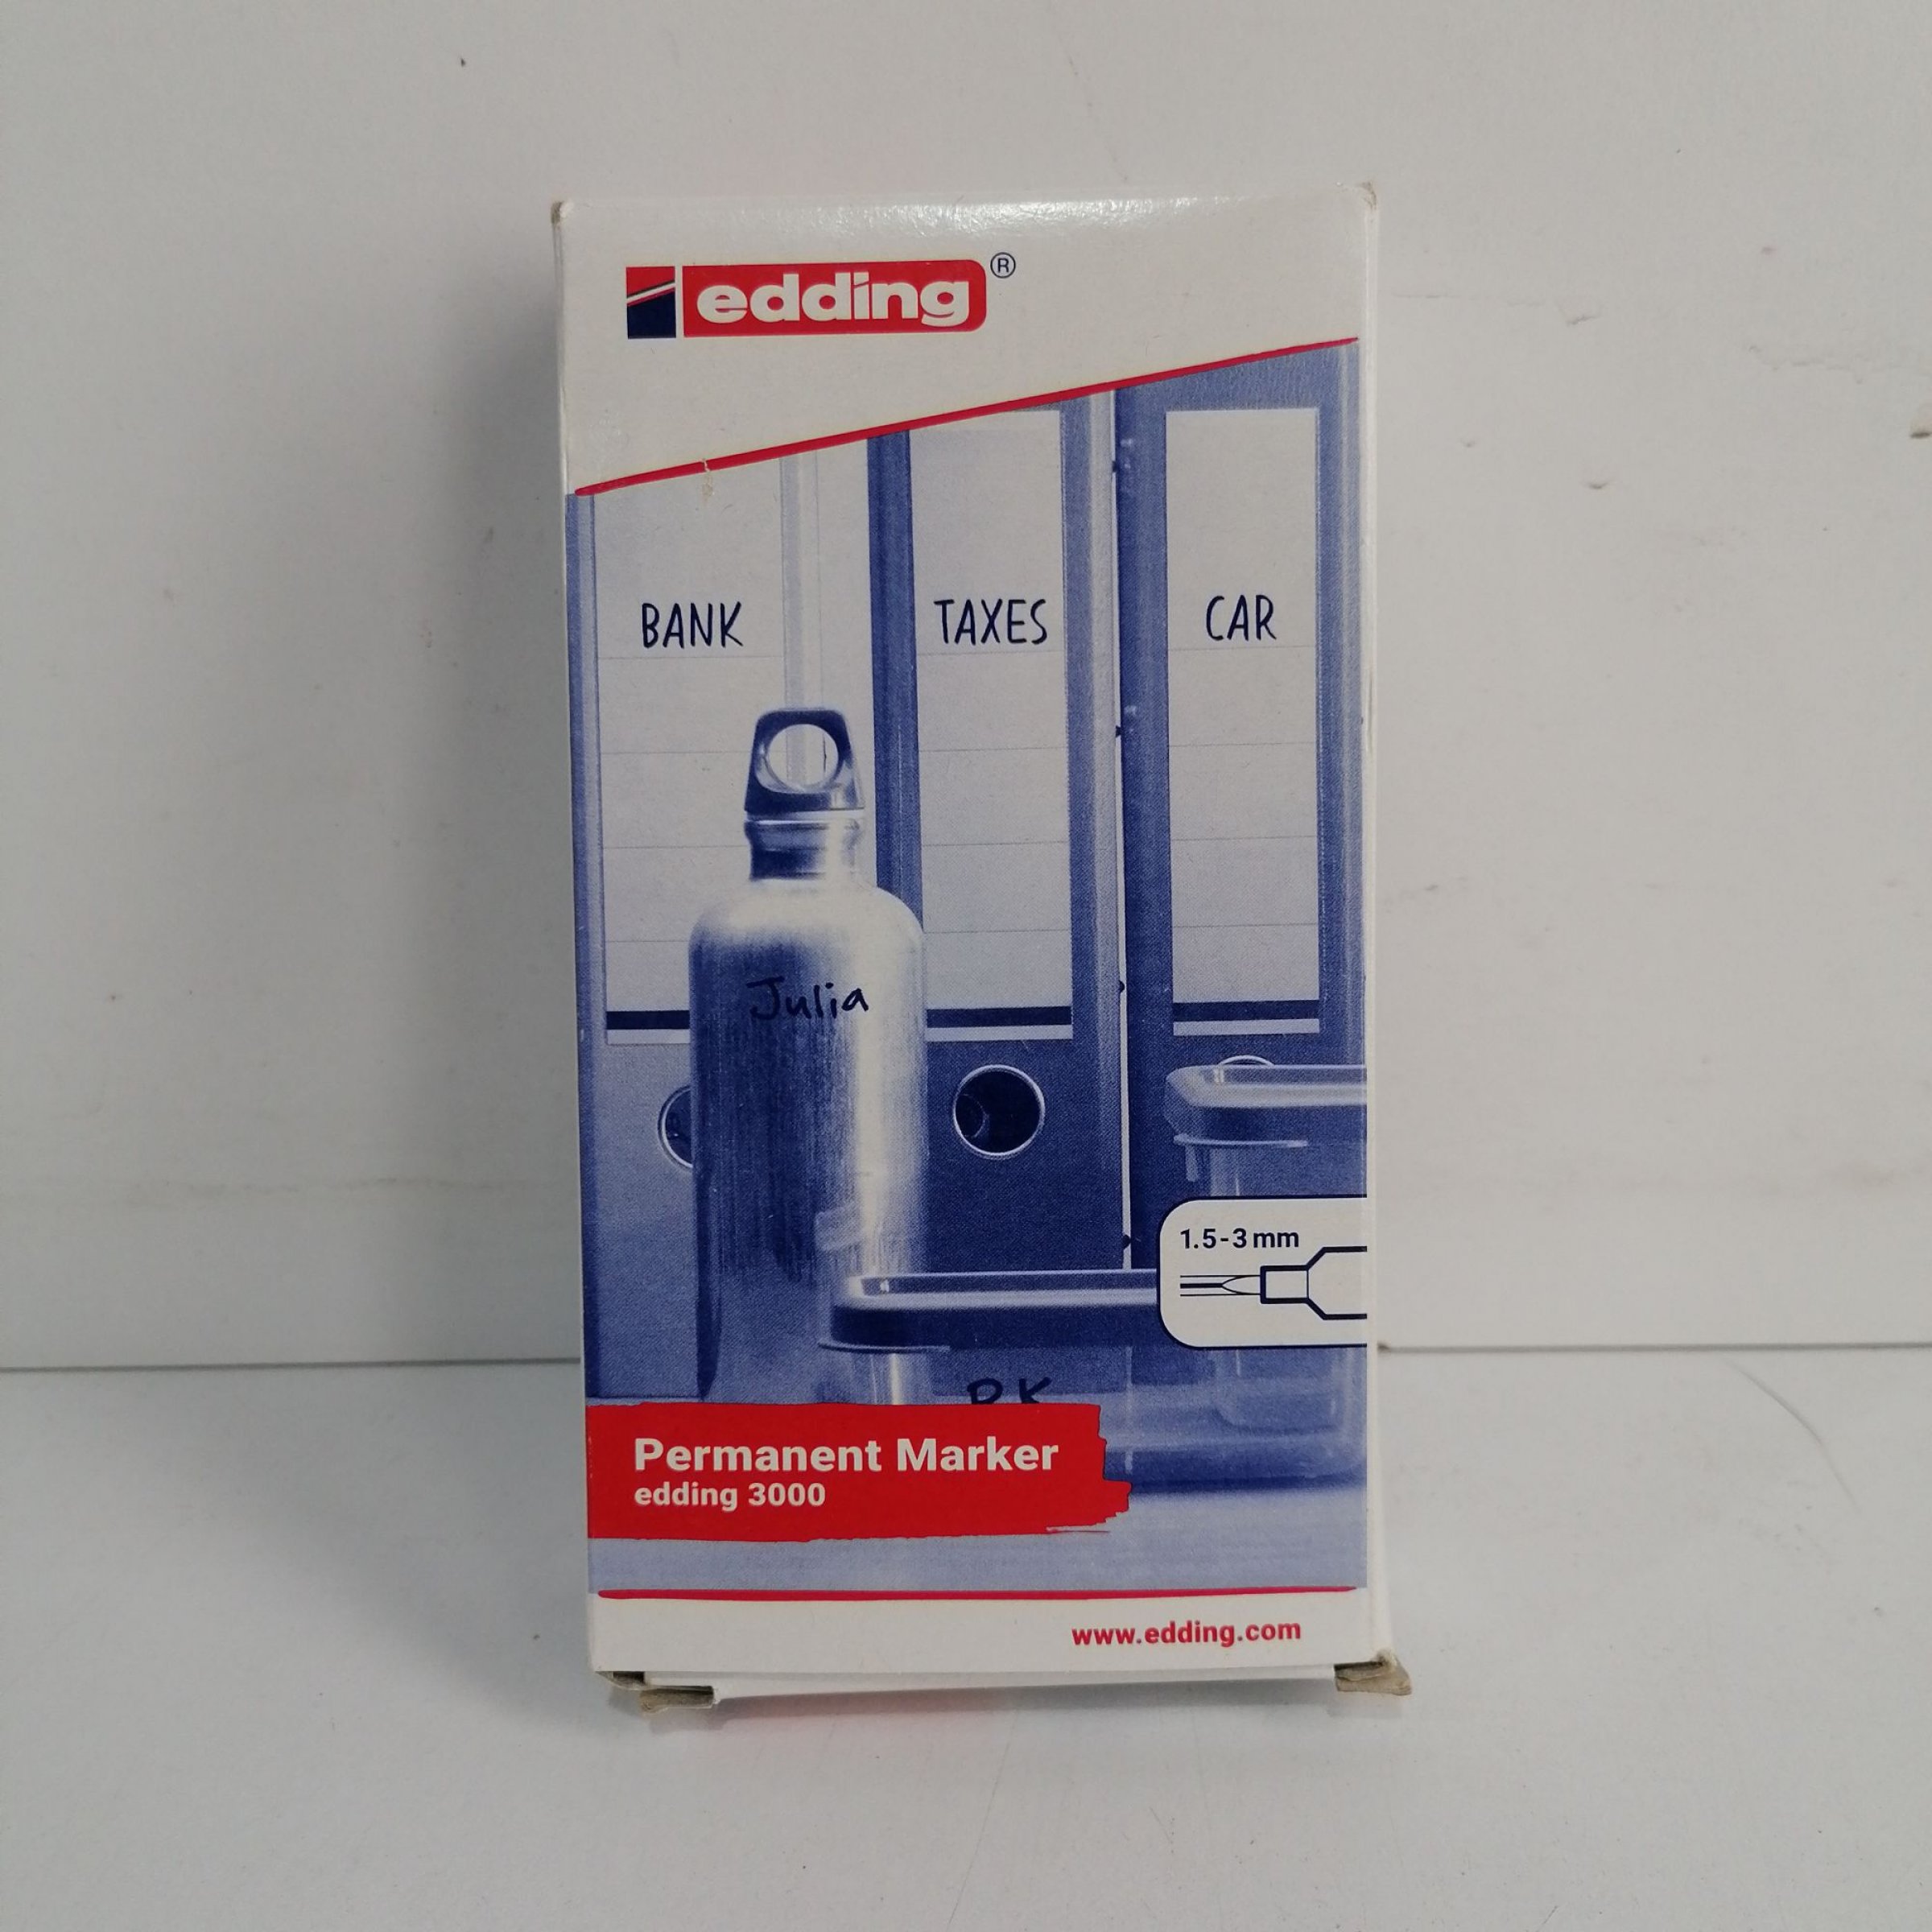 edding®
BANK TAXES CAR
Julia
1.5-3 mm
Permanent Marker
edding 3000
www.edding.com